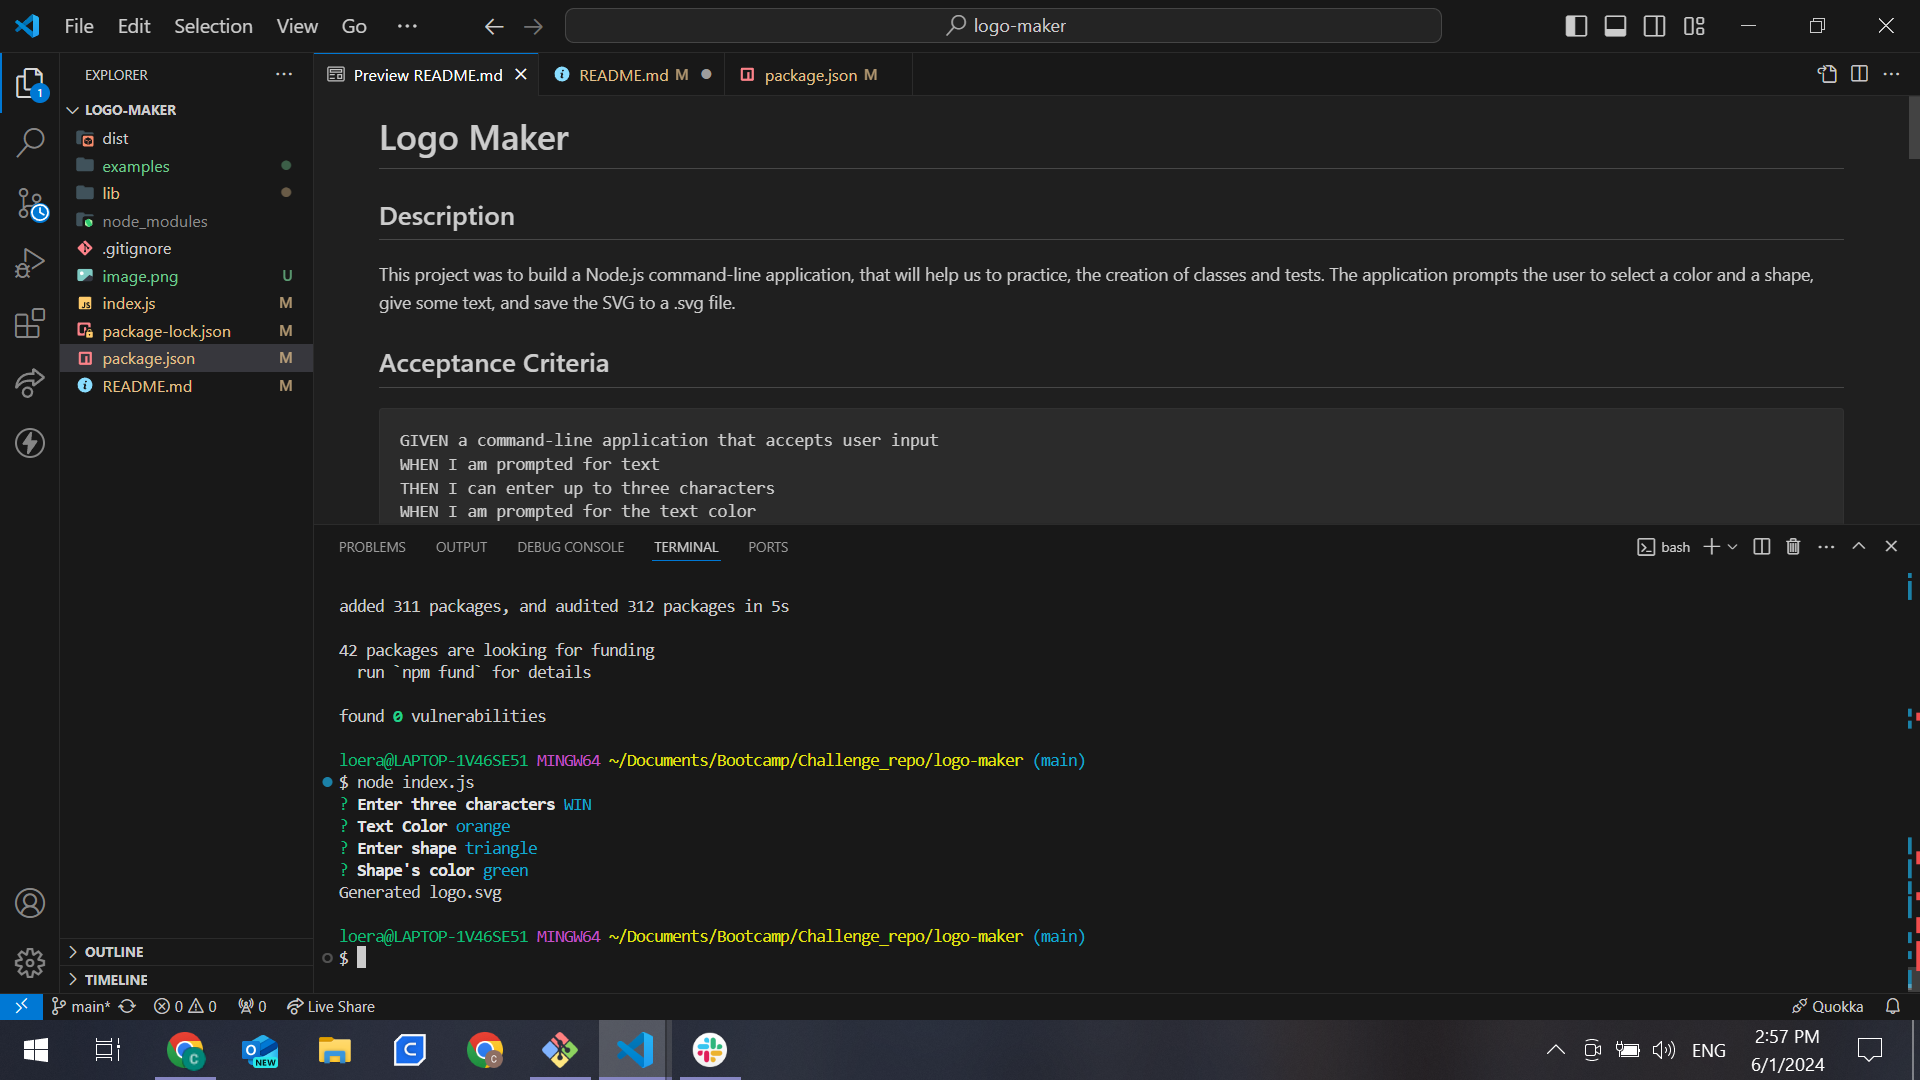 File Edit Selection View Go ··· logo-maker
EXPLORER ···
LOGO-MAKER
dist
examples
lib
node_modules
.gitignore
image.png U
index.js M
package-lock.json M
package.json M
README.md M
OUTLINE
TIMELINE
1
Preview README.md README.md M package.json M
Logo Maker
Description
This project was to build a Node.js command-line application, that will help us to practice, the creation of classes and tests. The application prompts the user to select a color and a shape,
give some text, and save the SVG to a .svg file.
Acceptance Criteria
GIVEN a command-line application that accepts user input
WHEN I am prompted for text
THEN I can enter up to three characters
WHEN I am prompted for the text color
PROBLEMS OUTPUT DEBUG CONSOLE TERMINAL PORTS bash
added 311 packages, and audited 312 packages in 5s
42 packages are looking for funding
run `npm fund` for details
found 0 vulnerabilities
loera@LAPTOP-1V46SE51 MINGW64 ~/Documents/Bootcamp/Challenge_repo/logo-maker (main)
$ node index.js
? Enter three characters WIN
? Text Color orange
? Enter shape triangle
? Shape's color green
Generated logo.svg
loera@LAPTOP-1V46SE51 MINGW64 ~/Documents/Bootcamp/Challenge_repo/logo-maker (main)
$
main* 0 0 0 Live Share Quokka
NEW
ENG
2:57 PM
6/1/2024